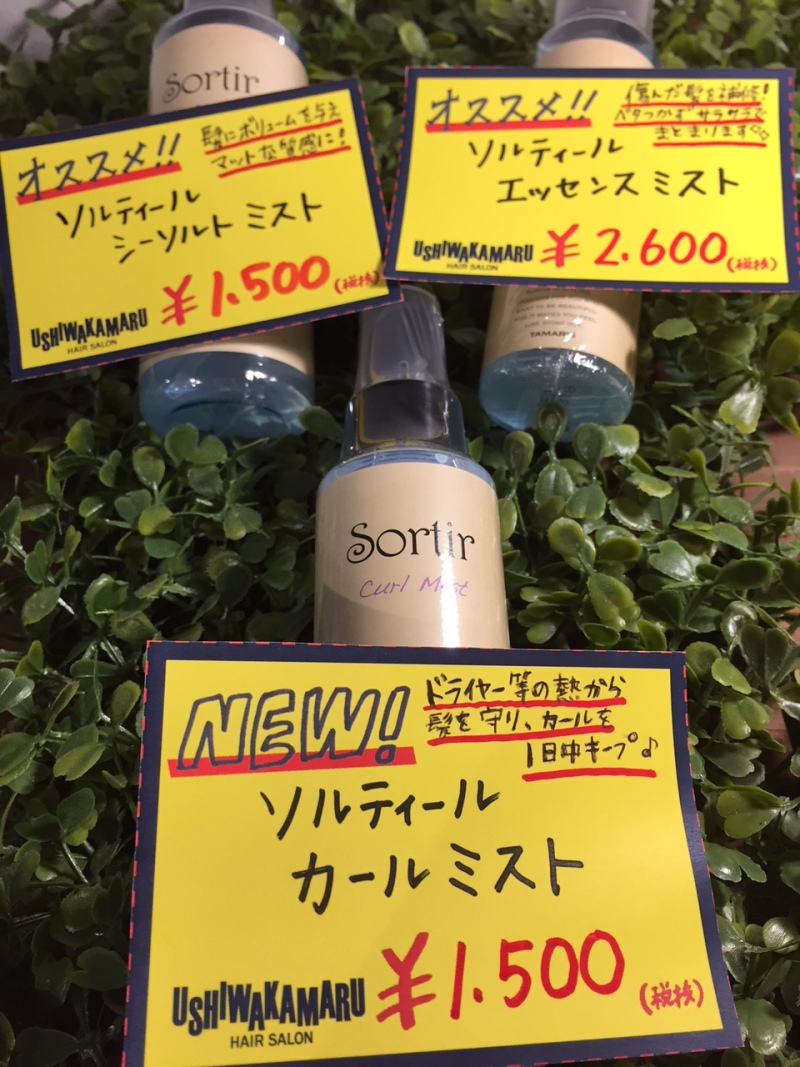 Sortir
オススメ!!
髪にボリュームを与え
マットな質感に!
ソルティール
シーソルト ミスト
USHIWAKAMARU
HAIR SALON
¥1.500
(税抜)
オススメ!!
傷んだ髪を補修!
ベタつかずサラサラで
まとまります♡♡
ソルティール
エッセンス ミスト
USHIWAKAMARU
HAIR SALON
¥2.600
(税抜)
TAMARIS
Sortir
Curl Mist
NEW!
ドライヤー等の熱から
髪を守り、カールを
1日中キープ♪
ソルティール
カールミスト
USHIWAKAMARU
HAIR SALON
¥1.500
(税抜)